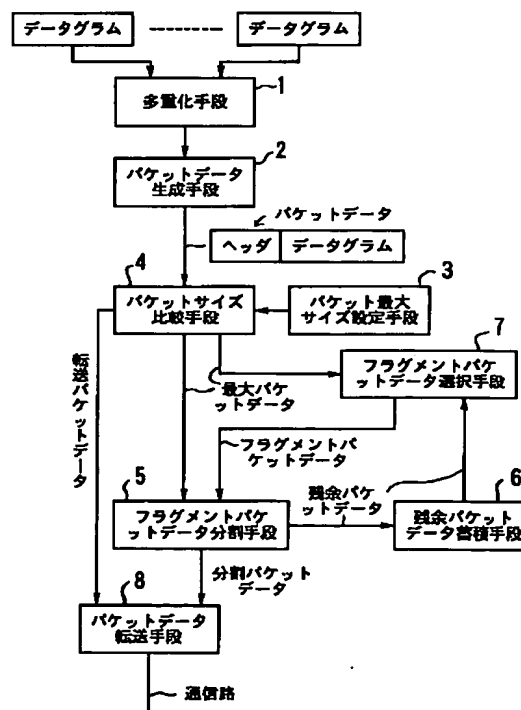 データグラム
データグラム
1
多重化手段
2
パケットデータ
生成手段
パケットデータ
ヘッダ
データグラム
4
パケットサイズ
比較手段
3
パケット最大
サイズ設定手段
7
フラグメントパケ
ットデータ選択手段
転送パケットデータ
最大パケ
ットデータ
フラグメントパ
ケットデータ
5
フラグメントパケ
ットデータ分割手段
残余パケ
ットデータ
6
残余パケット
データ蓄積手段
分割パケット
データ
8
パケットデータ
転送手段
通信路